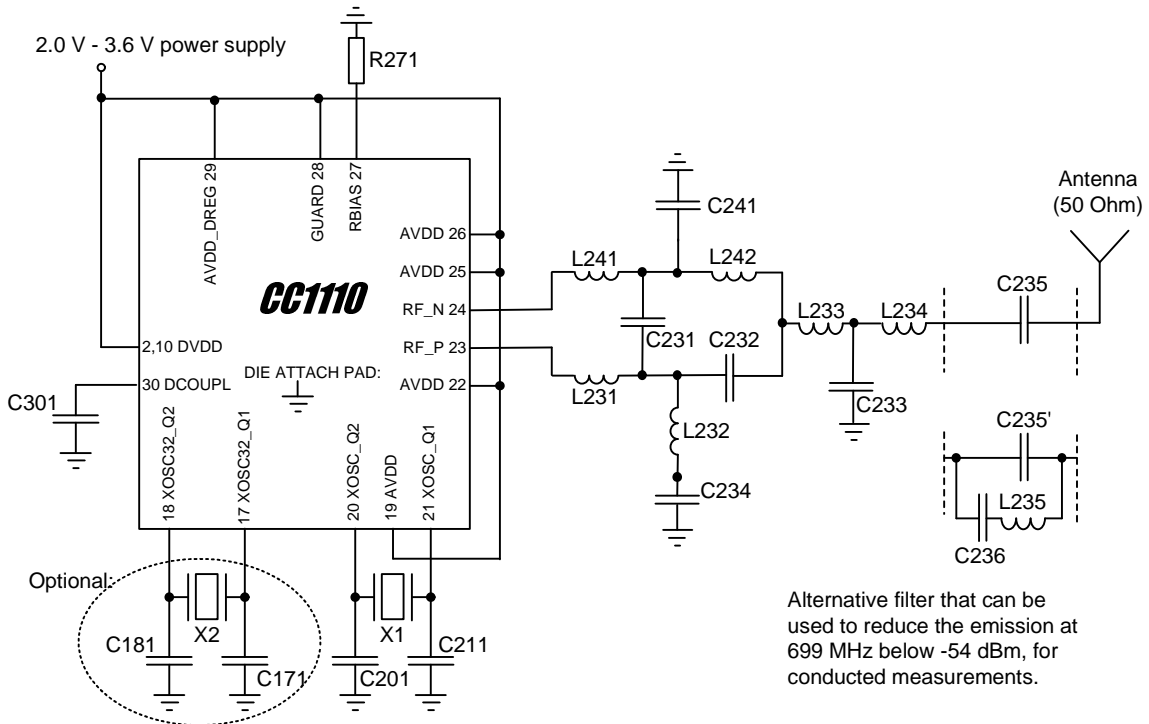 2.0 V - 3.6 V power supply
R271
AVDD_DREG 29
GUARD 28
RBIAS 27
Antenna
(50 Ohm)
C241
AVDD 26
L241
L242
AVDD 25
C235
CC1110
RF_N 24
L233
L234
C231
C232
2,10 DVDD
RF_P 23
DIE ATTACH PAD:
30 DCOUPL
AVDD 22
L231
C301
C233
C235'
L232
18 XOSC32_Q2
17 XOSC32_Q1
20 XOSC_Q2
19 AVDD
21 XOSC_Q1
C234
L235
C236
Optional:
X2
X1
C181
C171
C201
C211
Alternative filter that can be
used to reduce the emission at
699 MHz below -54 dBm, for
conducted measurements.